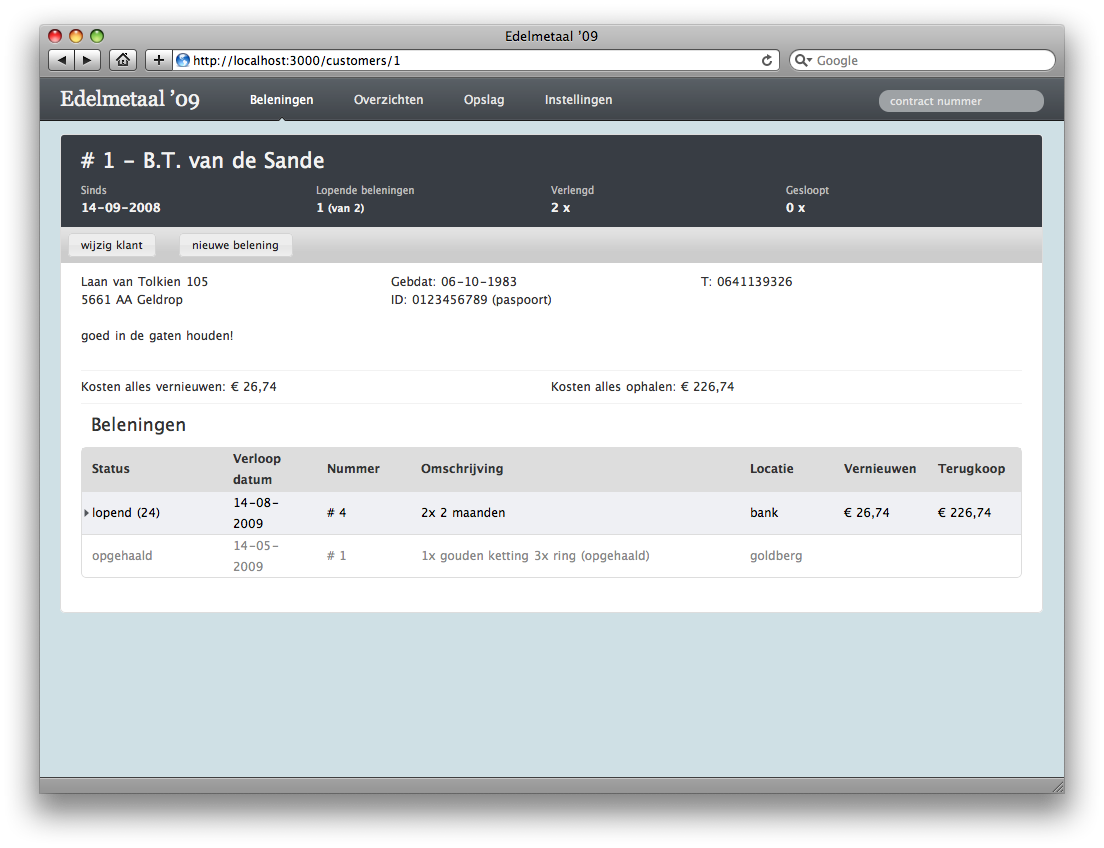 Edelmetaal ’09
http://localhost:3000/customers/1
Google
Edelmetaal ’09 Beleningen Overzichten Opslag Instellingen contract nummer
# 1 – B.T. van de Sande
Sinds Lopende beleningen Verlengd Gesloopt
14-09-2008 1 (van 2) 2 x 0 x
wijzig klant nieuwe belening
Laan van Tolkien 105 Gebdat: 06-10-1983 T: 0641139326
5661 AA Geldrop ID: 0123456789 (paspoort)
goed in de gaten houden!
Kosten alles vernieuwen: € 26,74 Kosten alles ophalen: € 226,74
Beleningen
Status Verloop datum Nummer Omschrijving Locatie Vernieuwen Terugkoop
lopend (24) 14-08-2009 # 4 2x 2 maanden bank € 26,74 € 226,74
opgehaald 14-05-2009 # 1 1x gouden ketting 3x ring (opgehaald) goldberg